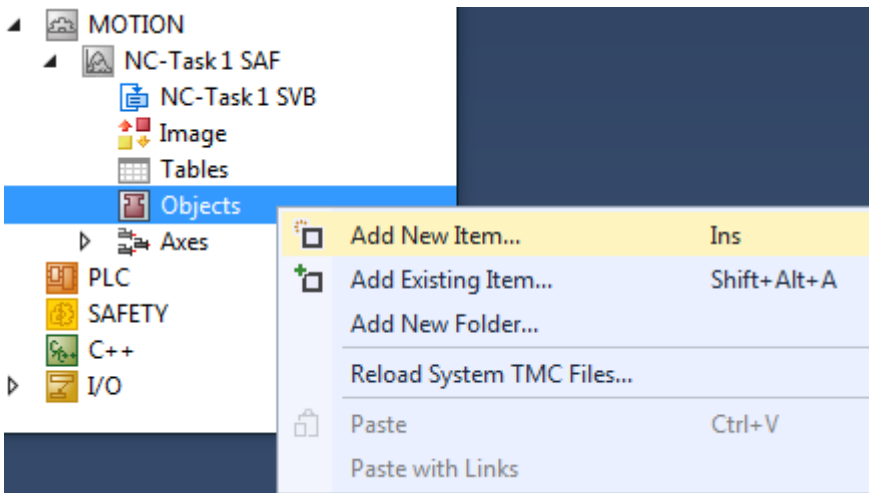 MOTION
NC-Task 1 SAF
NC-Task 1 SVB
Image
Tables
Objects
Axes
PLC
SAFETY
C++
I/O
Add New Item... Ins
Add Existing Item... Shift+Alt+A
Add New Folder...
Reload System TMC Files...
Paste Ctrl+V
Paste with Links